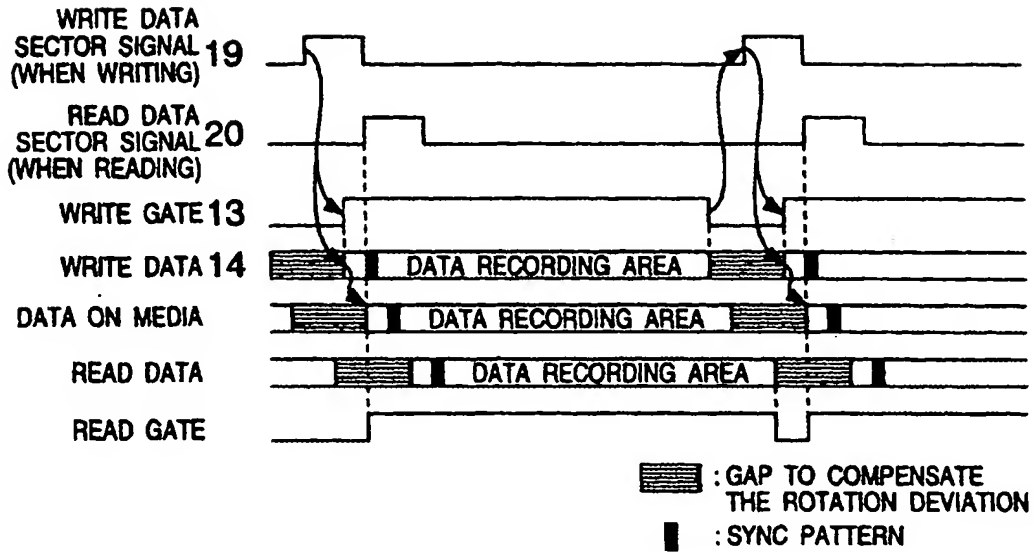 WRITE DATA
SECTOR SIGNAL 19
(WHEN WRITING)
READ DATA
SECTOR SIGNAL 20
(WHEN READING)
WRITE GATE 13
WRITE DATA 14
DATA RECORDING AREA
DATA ON MEDIA
DATA RECORDING AREA
READ DATA
DATA RECORDING AREA
READ GATE
: GAP TO COMPENSATE
THE ROTATION DEVIATION
: SYNC PATTERN